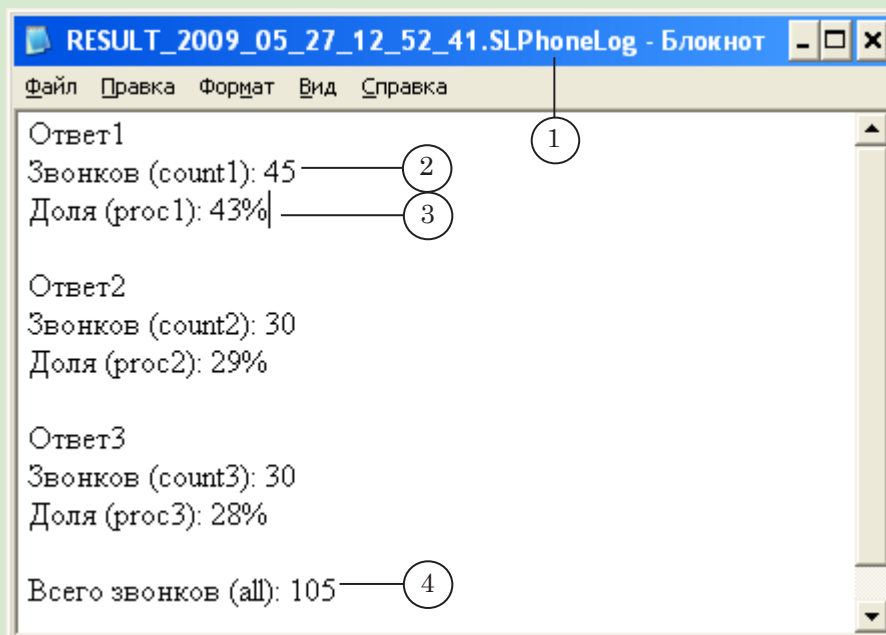 RESULT_2009_05_27_12_52_41.SLPhoneLog - Блокнот
Файл Правка Формат Вид Справка
Ответ1
1
Звонков (count1): 45
2
Доля (proc1): 43%
3
Ответ2
Звонков (count2): 30
Доля (proc2): 29%
Ответ3
Звонков (count3): 30
Доля (proc3): 28%
Всего звонков (all): 105
4